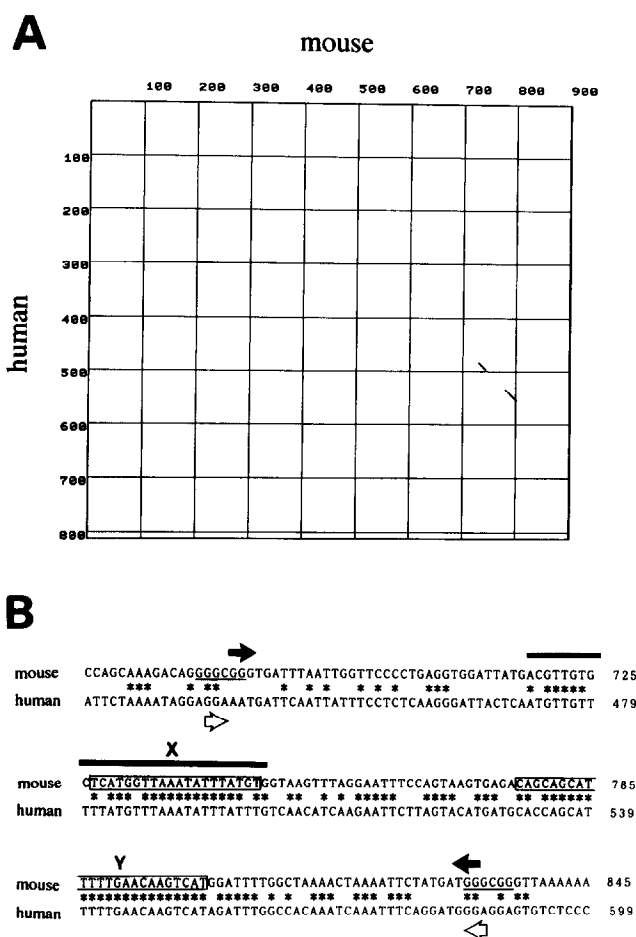 A
mouse
100 200 300 400 500 600 700 800 900
human
100
200
300
400
500
600
700
800
B
mouse CCAGCAAAGACAGGGGCGGGTGATTTAATTGGTTCCCCTGAGGTGGATTATGACGTTGTG 725
human ATTCTAAAATAGGAGGAAATGATTCAATTATTTCCTCTCAAGGGATTACTCAATGTTGTT 479
X
mouse CTCATGGTTAAATATTTATGTGGTAAGTTTAGGAATTTCCAGTAAGTGAGACAGCAGCAT 785
human TTTATGTTTAAATATTTATTTGTCAACATCAAGAATTCTTAGTACATGATGCACCAGCAT 539
Y
mouse TTTTGAACAAGTCATGGATTTTGGCTAAAACTAAAATTCTATGATGGGCGGGTTAAAAAA 845
human TTTTGAACAAGTCATAGATTTGGCCACAAATCAAATTTCAGGATGGGAGGAGTGTCTCCC 599